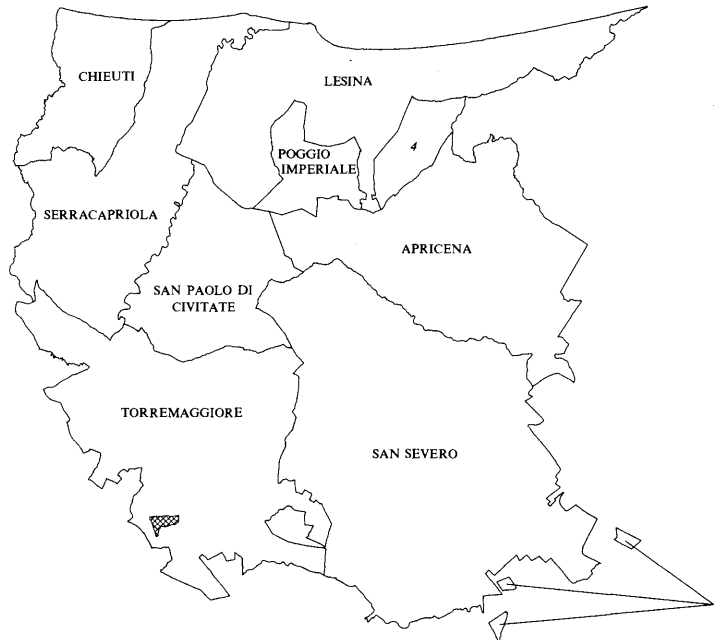 CHIEUTI
LESINA
4
POGGIO
IMPERIALE
SERRACAPRIOLA
APRICENA
SAN PAOLO DI
CIVITATE
TORREMAGGIORE
SAN SEVERO